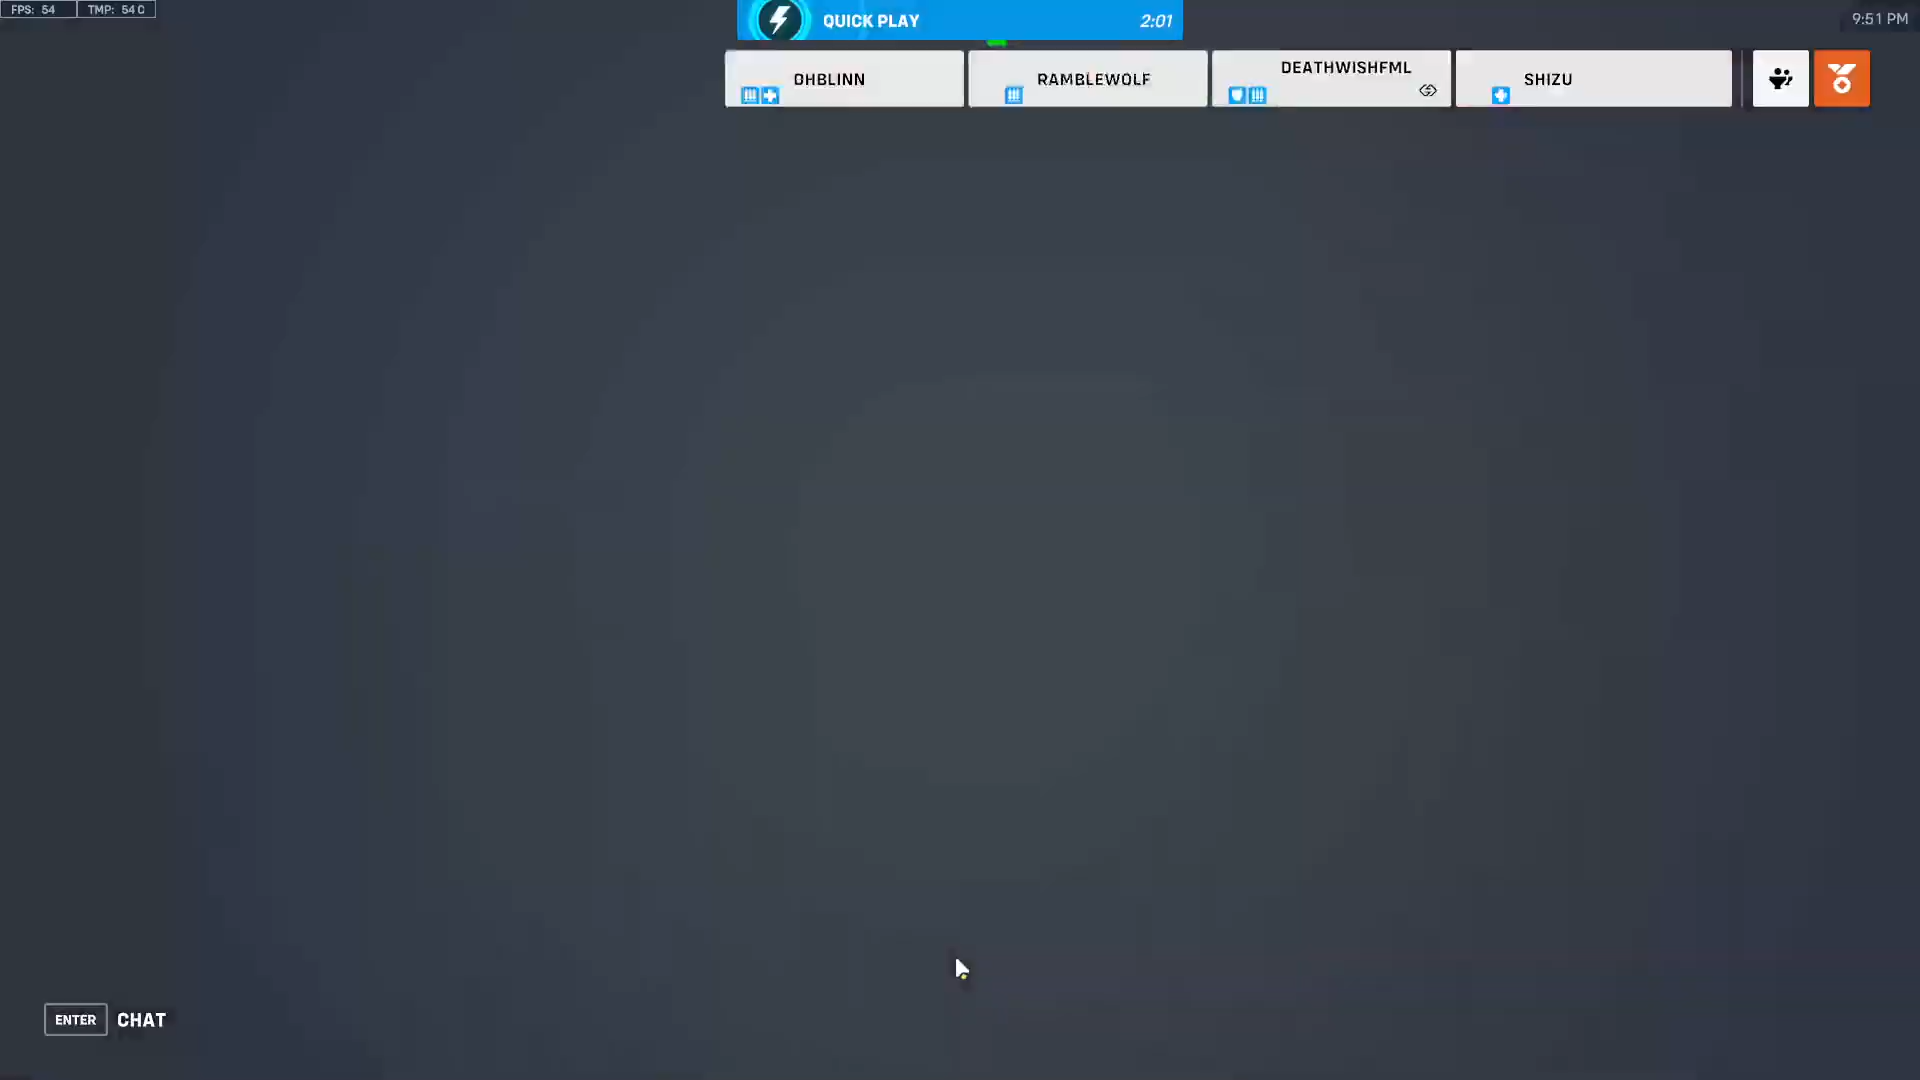 FPS: 54 TMP: 54 C
QUICK PLAY 2:01
9:51 PM
OHBLINN RAMBLEWOLF DEATHWISHFML SHIZU
ENTER CHAT